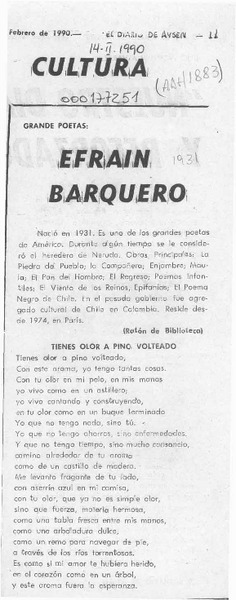 Febrero de 1990.— EL DIARIO DE AYSEN — 11
14-II-1990
CULTURA
(AAH1883)
000177251
GRANDE POETAS:
EFRAIN 1931
BARQUERO
Nació en 1931. Es uno de los grandes poetas
de América. Durante algún tiempo se le conside-
ró el heredero de Neruda. Obras, Principales; La
Piedra del Pueblo, la Compañera; Enjambre; Mau-
la; El Pan del Hombre; El Regreso; Poemas Infan-
tiles; El Viento de los Reinos, Epifanías; El Poema
Negro de Chile. En el pasado gobierno fue agre-
gado cultural de Chile en Colombia. Reside des-
de 1974, en París.
(Ratón de Biblioteca)
TIENES OLOR A PINO VOLTEADO
Tienes olor a pino volteado,
Con este aroma, ya tengo tantas cosas.
Con tu olor en mi pelo, en mis manos
yo vivo como en un establo;
yo vivo cantando y construyendo,
en tu olor como en un buque terminado
Yo que no tengo nada, sino tú.
Yo que no tengo ahorros, sino enfermedades.
Y que no tengo tiempo, sino mucho cansancio,
camino alrededor de tu aroma
como de un castillo de madera.
Me levanto fragante de tu lado,
con aserrín azul en mi camisa,
con tu olor, que ya no es simple olor,
sino que fuerza, materia hermosa,
como una tabla fresca entre mis manos,
como una arboladura dulce,
como un remo para navegar de pie,
a través de los ríos torrentosos.
Es como si mi amor te hubiera herido,
en el corazón como en un árbol,
y este aroma fuera la esperanza.